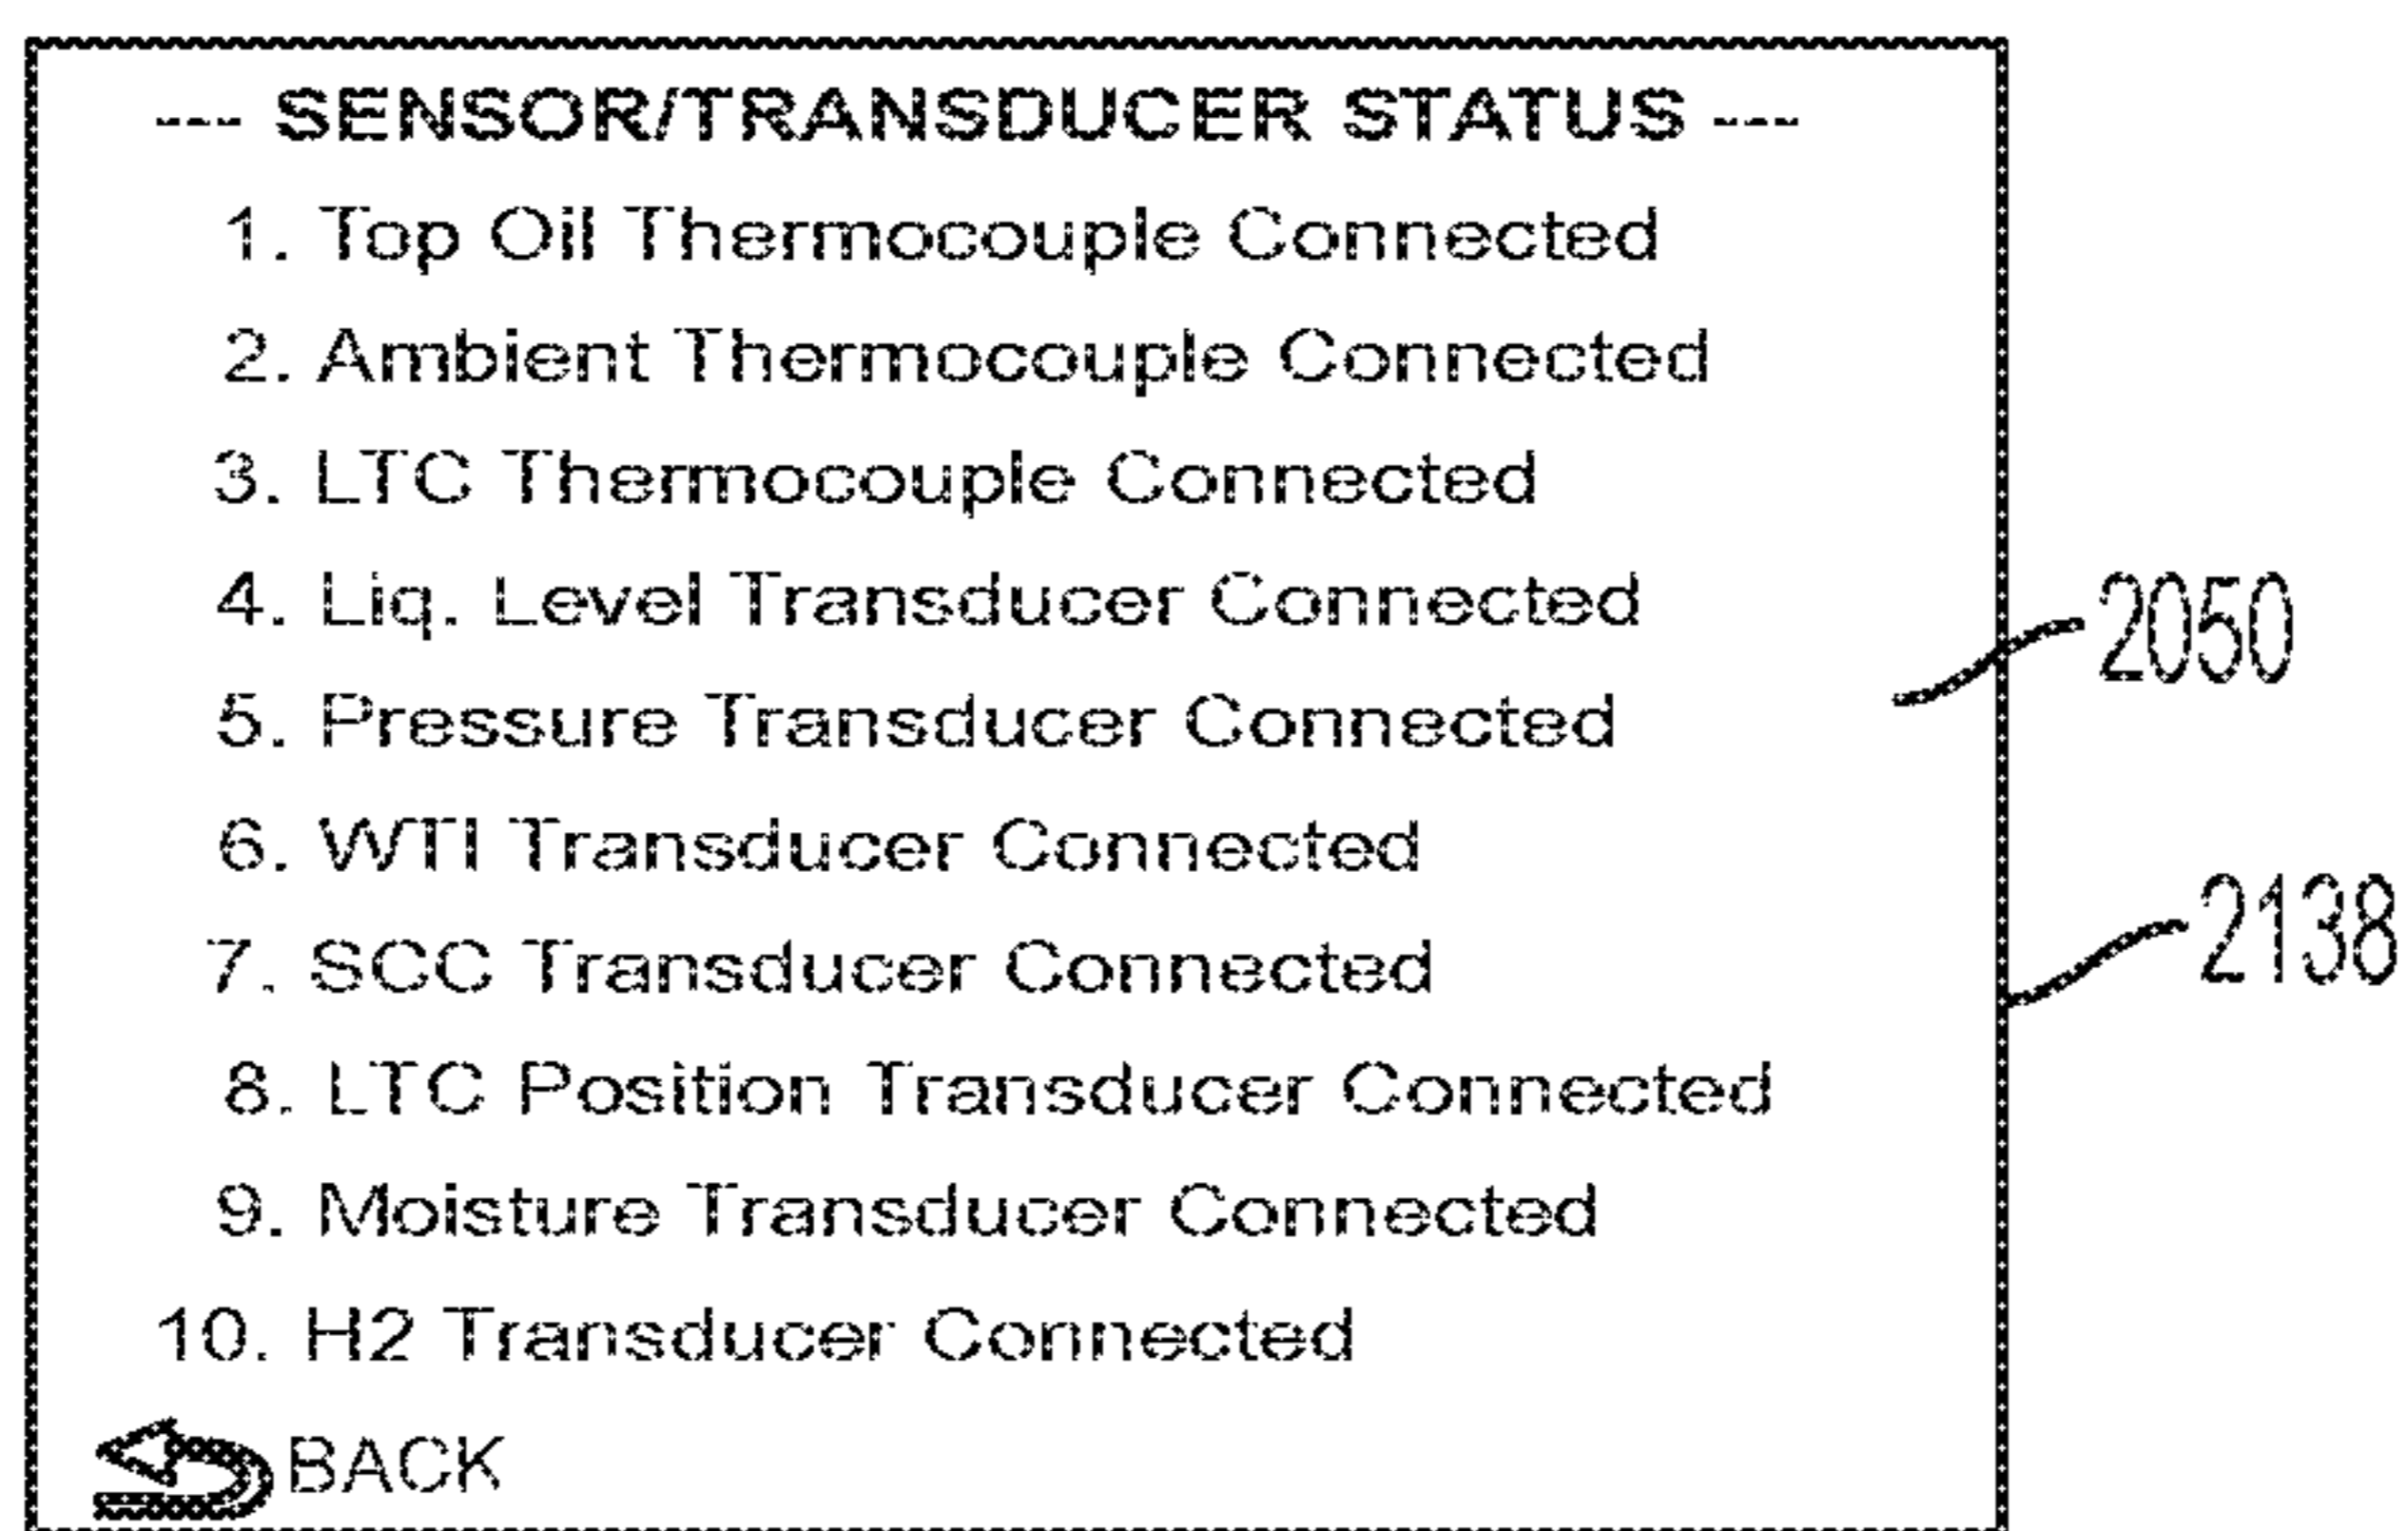 --- SENSOR/TRANSDUCER STATUS ---
1. Top Oil Thermocouple Connected
2. Ambient Thermocouple Connected
3. LTC Thermocouple Connected
4. Liq. Level Transducer Connected
2050
5. Pressure Transducer Connected
6. WTI Transducer Connected
2138
7. SCC Transducer Connected
8. LTC Position Transducer Connected
9. Moisture Transducer Connected
10. H2 Transducer Connected
BACK